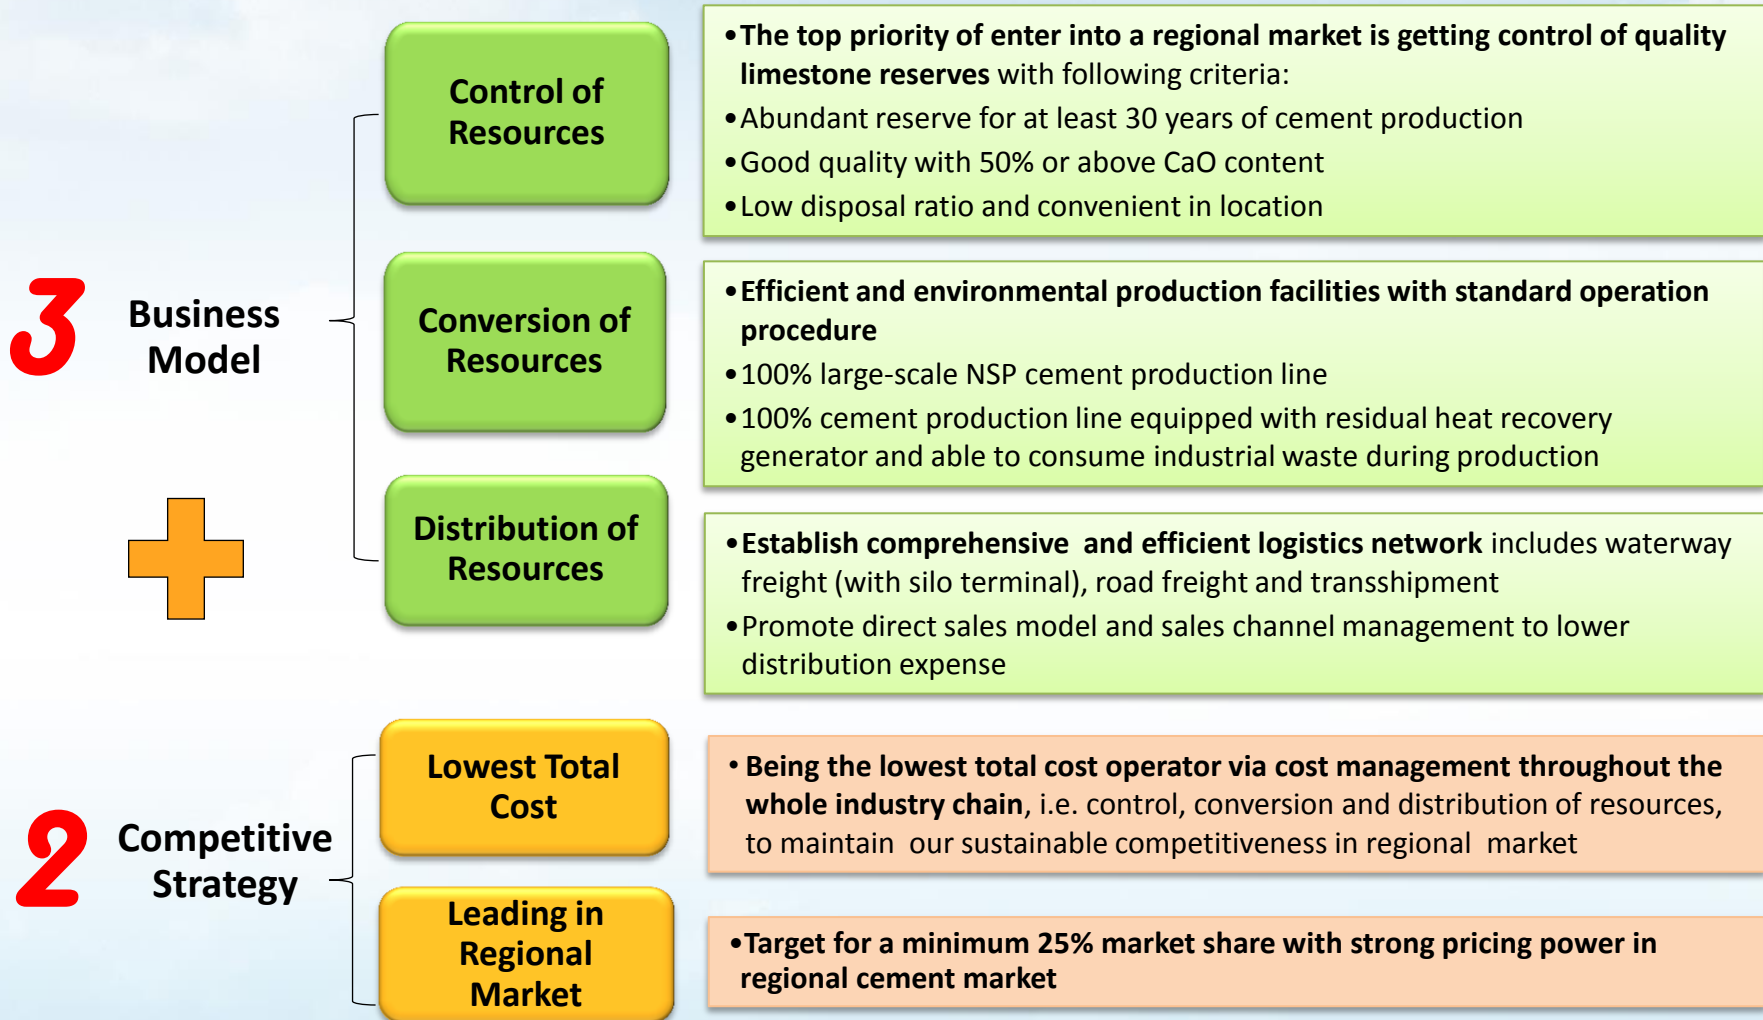 3 Business
Model
Control of
Resources
•The top priority of enter into a regional market is getting control of quality
limestone reserves with following criteria:
•Abundant reserve for at least 30 years of cement production
•Good quality with 50% or above CaO content
•Low disposal ratio and convenient in location
Conversion of
Resources
•Efficient and environmental production facilities with standard operation
procedure
•100% large-scale NSP cement production line
•100% cement production line equipped with residual heat recovery
generator and able to consume industrial waste during production
Distribution of
Resources
•Establish comprehensive and efficient logistics network includes waterway
freight (with silo terminal), road freight and transshipment
•Promote direct sales model and sales channel management to lower
distribution expense
2 Competitive
Strategy
Lowest Total
Cost
• Being the lowest total cost operator via cost management throughout the
whole industry chain, i.e. control, conversion and distribution of resources,
to maintain our sustainable competitiveness in regional market
Leading in
Regional
Market
•Target for a minimum 25% market share with strong pricing power in
regional cement market